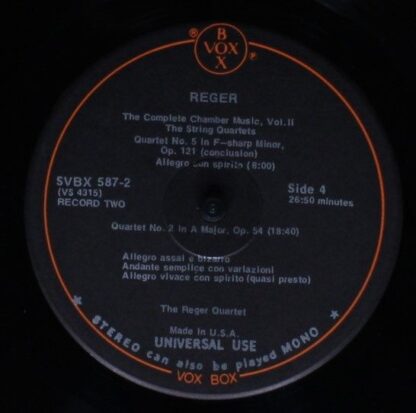 BOX
VOX
®
REGER
The Complete Chamber Music, Vol.II
The String Quartets
Quartet No. 5 in F-sharp Minor,
Op. 121 (conclusion)
Allegro con spirito (8:00)
SVBX 587-2
(VS 4315)
RECORD TWO
Side 4
26:50 minutes
Quartet No. 2 in A Major, Op. 54 (18:40)
Allegro assai e bizarro
Andante semplice con variazioni
Allegro vivace con spirito (quasi presto)
The Reger Quartet
Made in U.S.A.
UNIVERSAL USE
STEREO can also be played MONO
VOX BOX